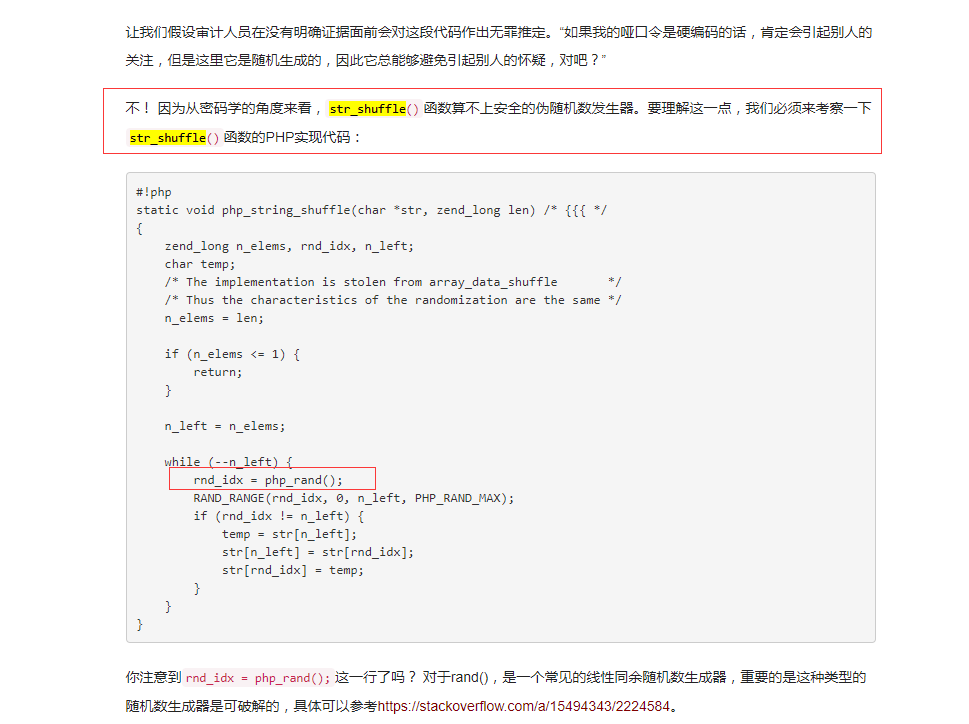 让我们假设审计人员在没有明确证据面前会对这段代码作出无罪推定。“如果我的哑口令是硬编码的话，肯定会引起别人的
关注，但是这里它是随机生成的，因此它总能够避免引起别人的怀疑，对吧？”
不！ 因为从密码学的角度来看，str_shuffle()函数算不上安全的伪随机数发生器。要理解这一点，我们必须来考察一下
str_shuffle()函数的PHP实现代码：
#!php
static void php_string_shuffle(char *str, zend_long len) /* {{{ */
{
    zend_long n_elems, rnd_idx, n_left;
    char temp;
    /* The implementation is stolen from array_data_shuffle       */
    /* Thus the characteristics of the randomization are the same */
    n_elems = len;
    if (n_elems <= 1) {
        return;
    }
    n_left = n_elems;
    while (--n_left) {
        rnd_idx = php_rand();
        RAND_RANGE(rnd_idx, 0, n_left, PHP_RAND_MAX);
        if (rnd_idx != n_left) {
            temp = str[n_left];
            str[n_left] = str[rnd_idx];
            str[rnd_idx] = temp;
        }
    }
}
你注意到rnd_idx = php_rand();这一行了吗？ 对于rand()，是一个常见的线性同余随机数生成器，重要的是这种类型的
随机数生成器是可破解的，具体可以参考https://stackoverflow.com/a/15494343/2224584。